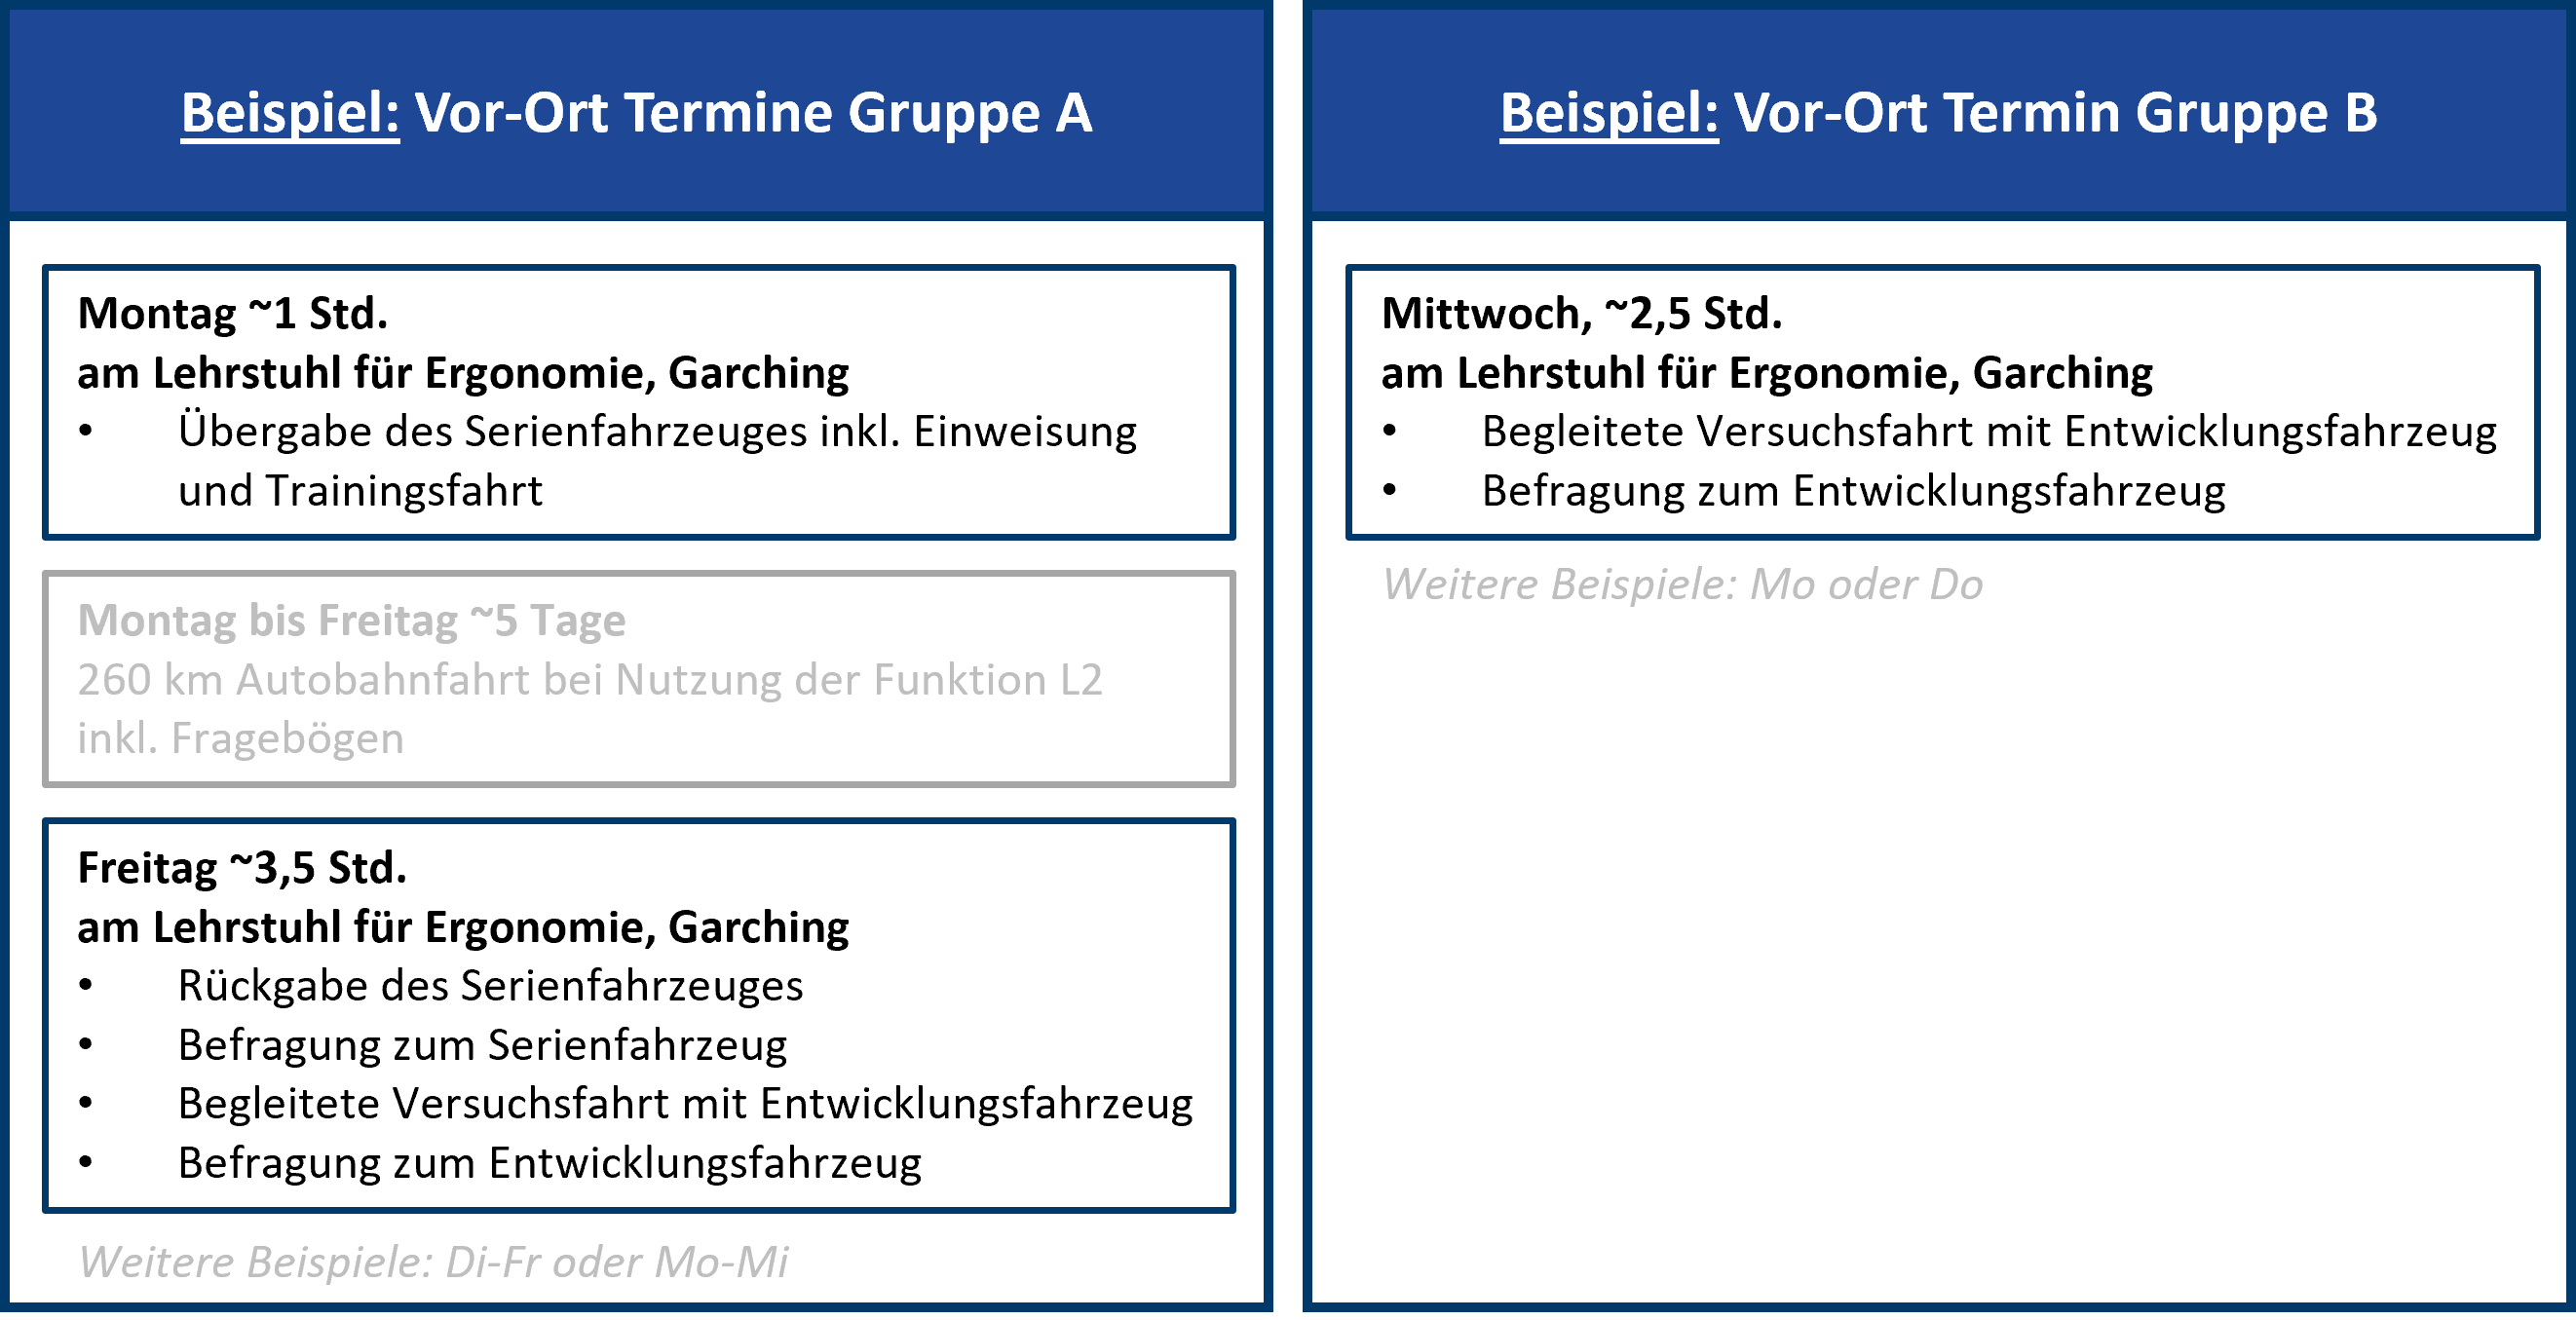 Beispiel: Vor-Ort Termine Gruppe A
Montag ~1 Std.
am Lehrstuhl für Ergonomie, Garching
• Übergabe des Serienfahrzeuges inkl. Einweisung
und Trainingsfahrt
Montag bis Freitag ~5 Tage
260 km Autobahnfahrt bei Nutzung der Funktion L2
inkl. Fragebögen
Freitag ~3,5 Std.
am Lehrstuhl für Ergonomie, Garching
• Rückgabe des Serienfahrzeuges
• Befragung zum Serienfahrzeug
• Begleitete Versuchsfahrt mit Entwicklungsfahrzeug
• Befragung zum Entwicklungsfahrzeug
Weitere Beispiele: Di-Fr oder Mo-Mi
Beispiel: Vor-Ort Termin Gruppe B
Mittwoch, ~2,5 Std.
am Lehrstuhl für Ergonomie, Garching
• Begleitete Versuchsfahrt mit Entwicklungsfahrzeug
• Befragung zum Entwicklungsfahrzeug
Weitere Beispiele: Mo oder Do